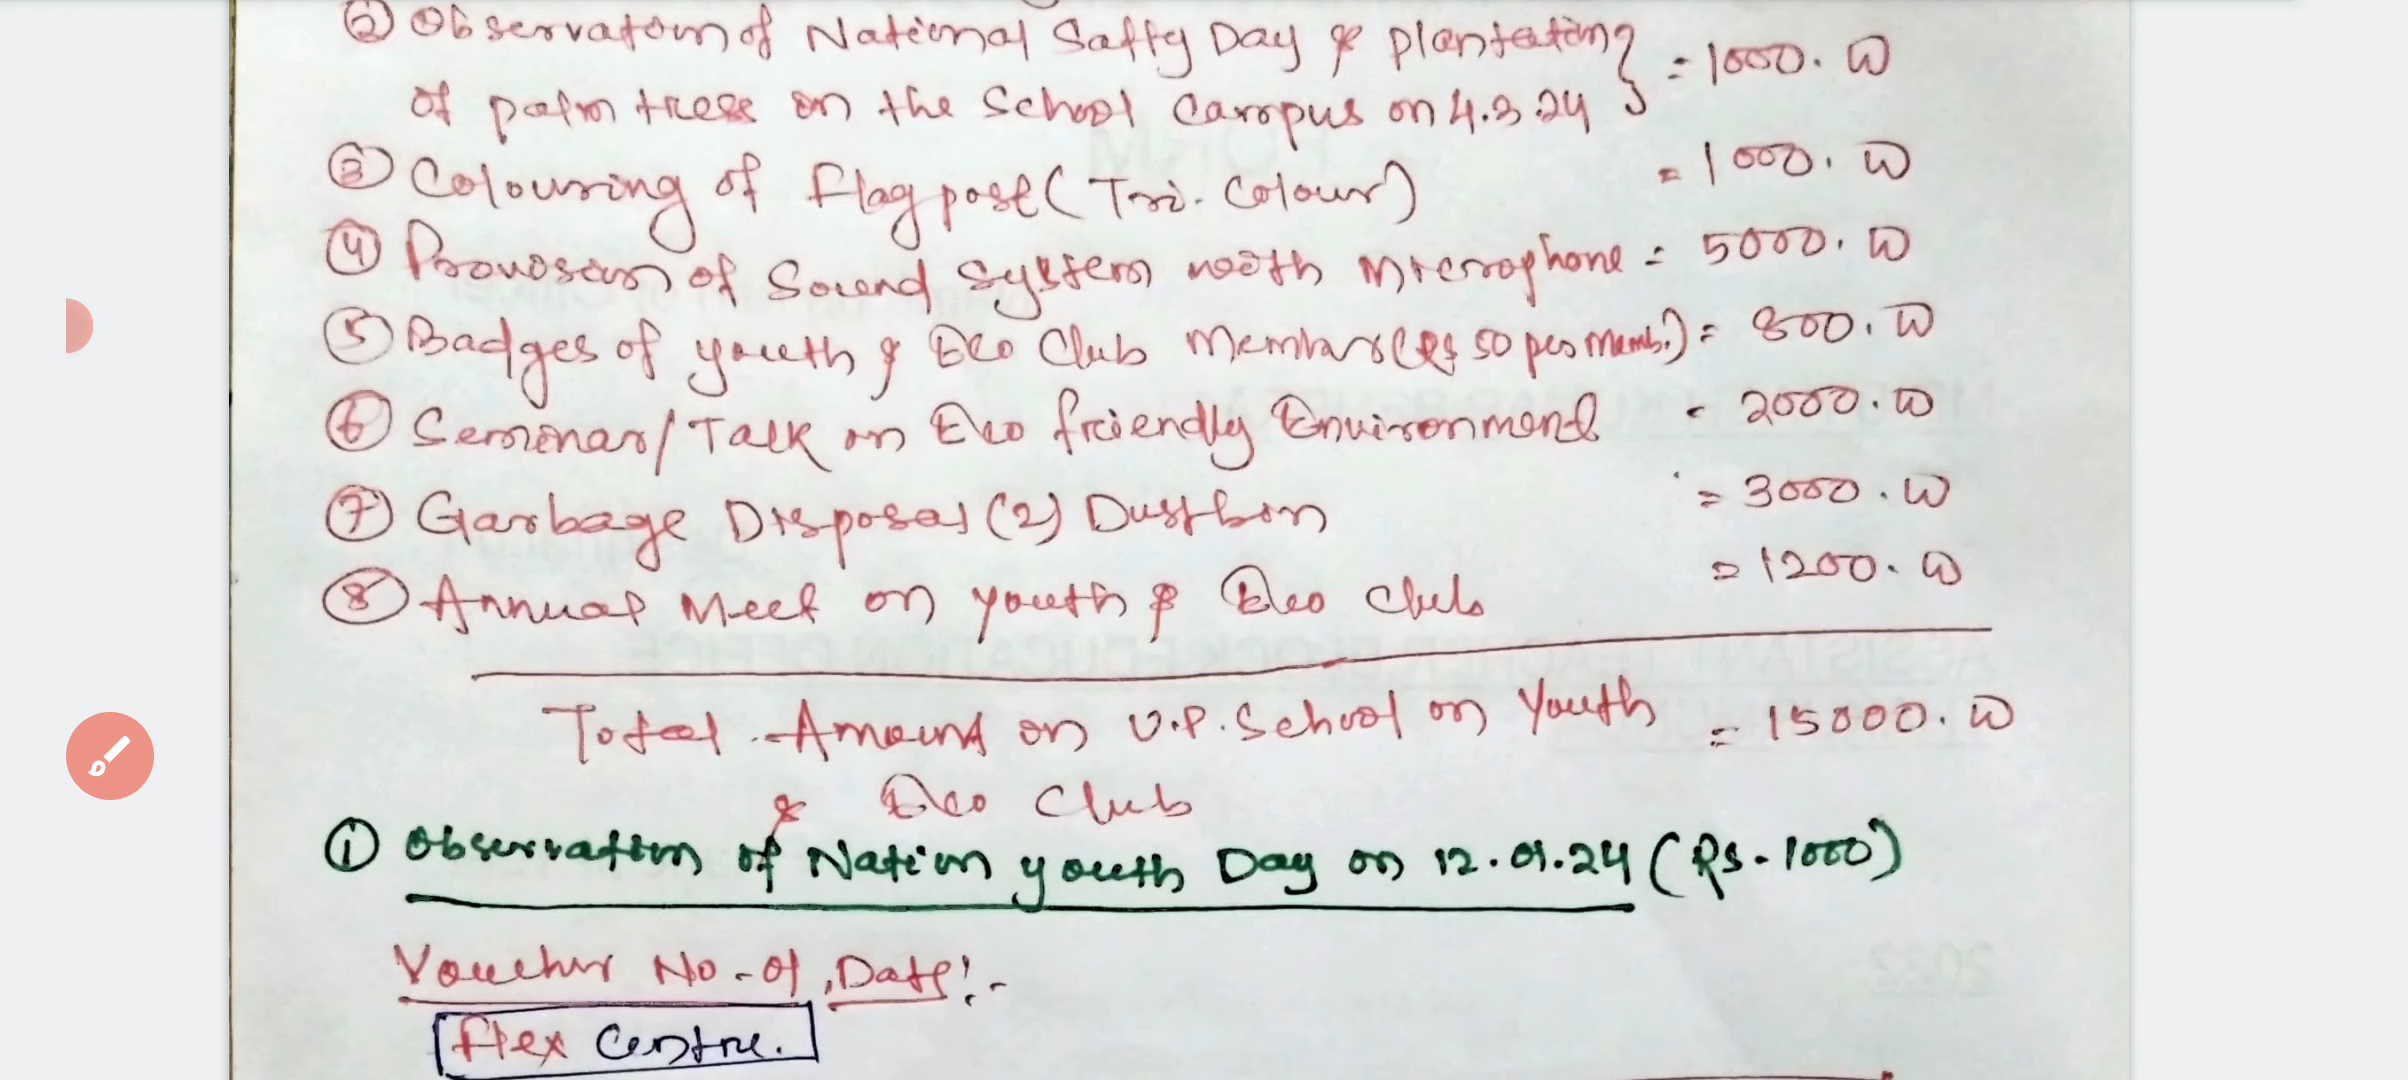 ② Observation of National Safty Day & plantating } = 1000.00
of palm tress on the School Campus on 4.3.24
③ Colouring of flag post (Tri. Colour) = 1000.00
④ Provosion of Sound System with Microphone = 5000.00
⑤ Badges of youth & Eco Club Members (Rs 50 per Memb.) = 800.00
⑥ Seminar/Talk on Eco friendly Environment = 2000.00
⑦ Garbage Disposal (2) Dustbin = 3000.00
⑧ Annual Meet on youth & Eco Club = 1200.00
Total Amount on U.P. School on Youth = 15000.00
& Eco Club
① Observation of Nation youth Day on 12.01.24 (Rs-1000)
Voucher No-01, Date:-
Flex Centre.